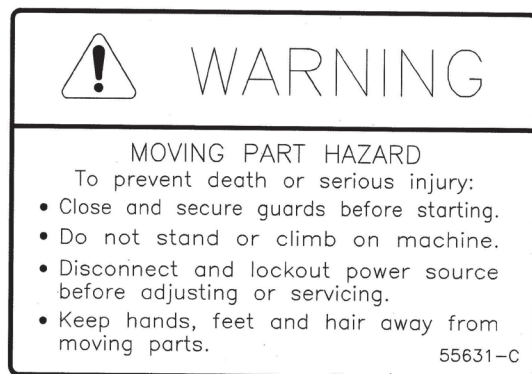 WARNING
MOVING PART HAZARD
To prevent death or serious injury:
• Close and secure guards before starting.
• Do not stand or climb on machine.
• Disconnect and lockout power source
before adjusting or servicing.
• Keep hands, feet and hair away from
moving parts.
55631-C